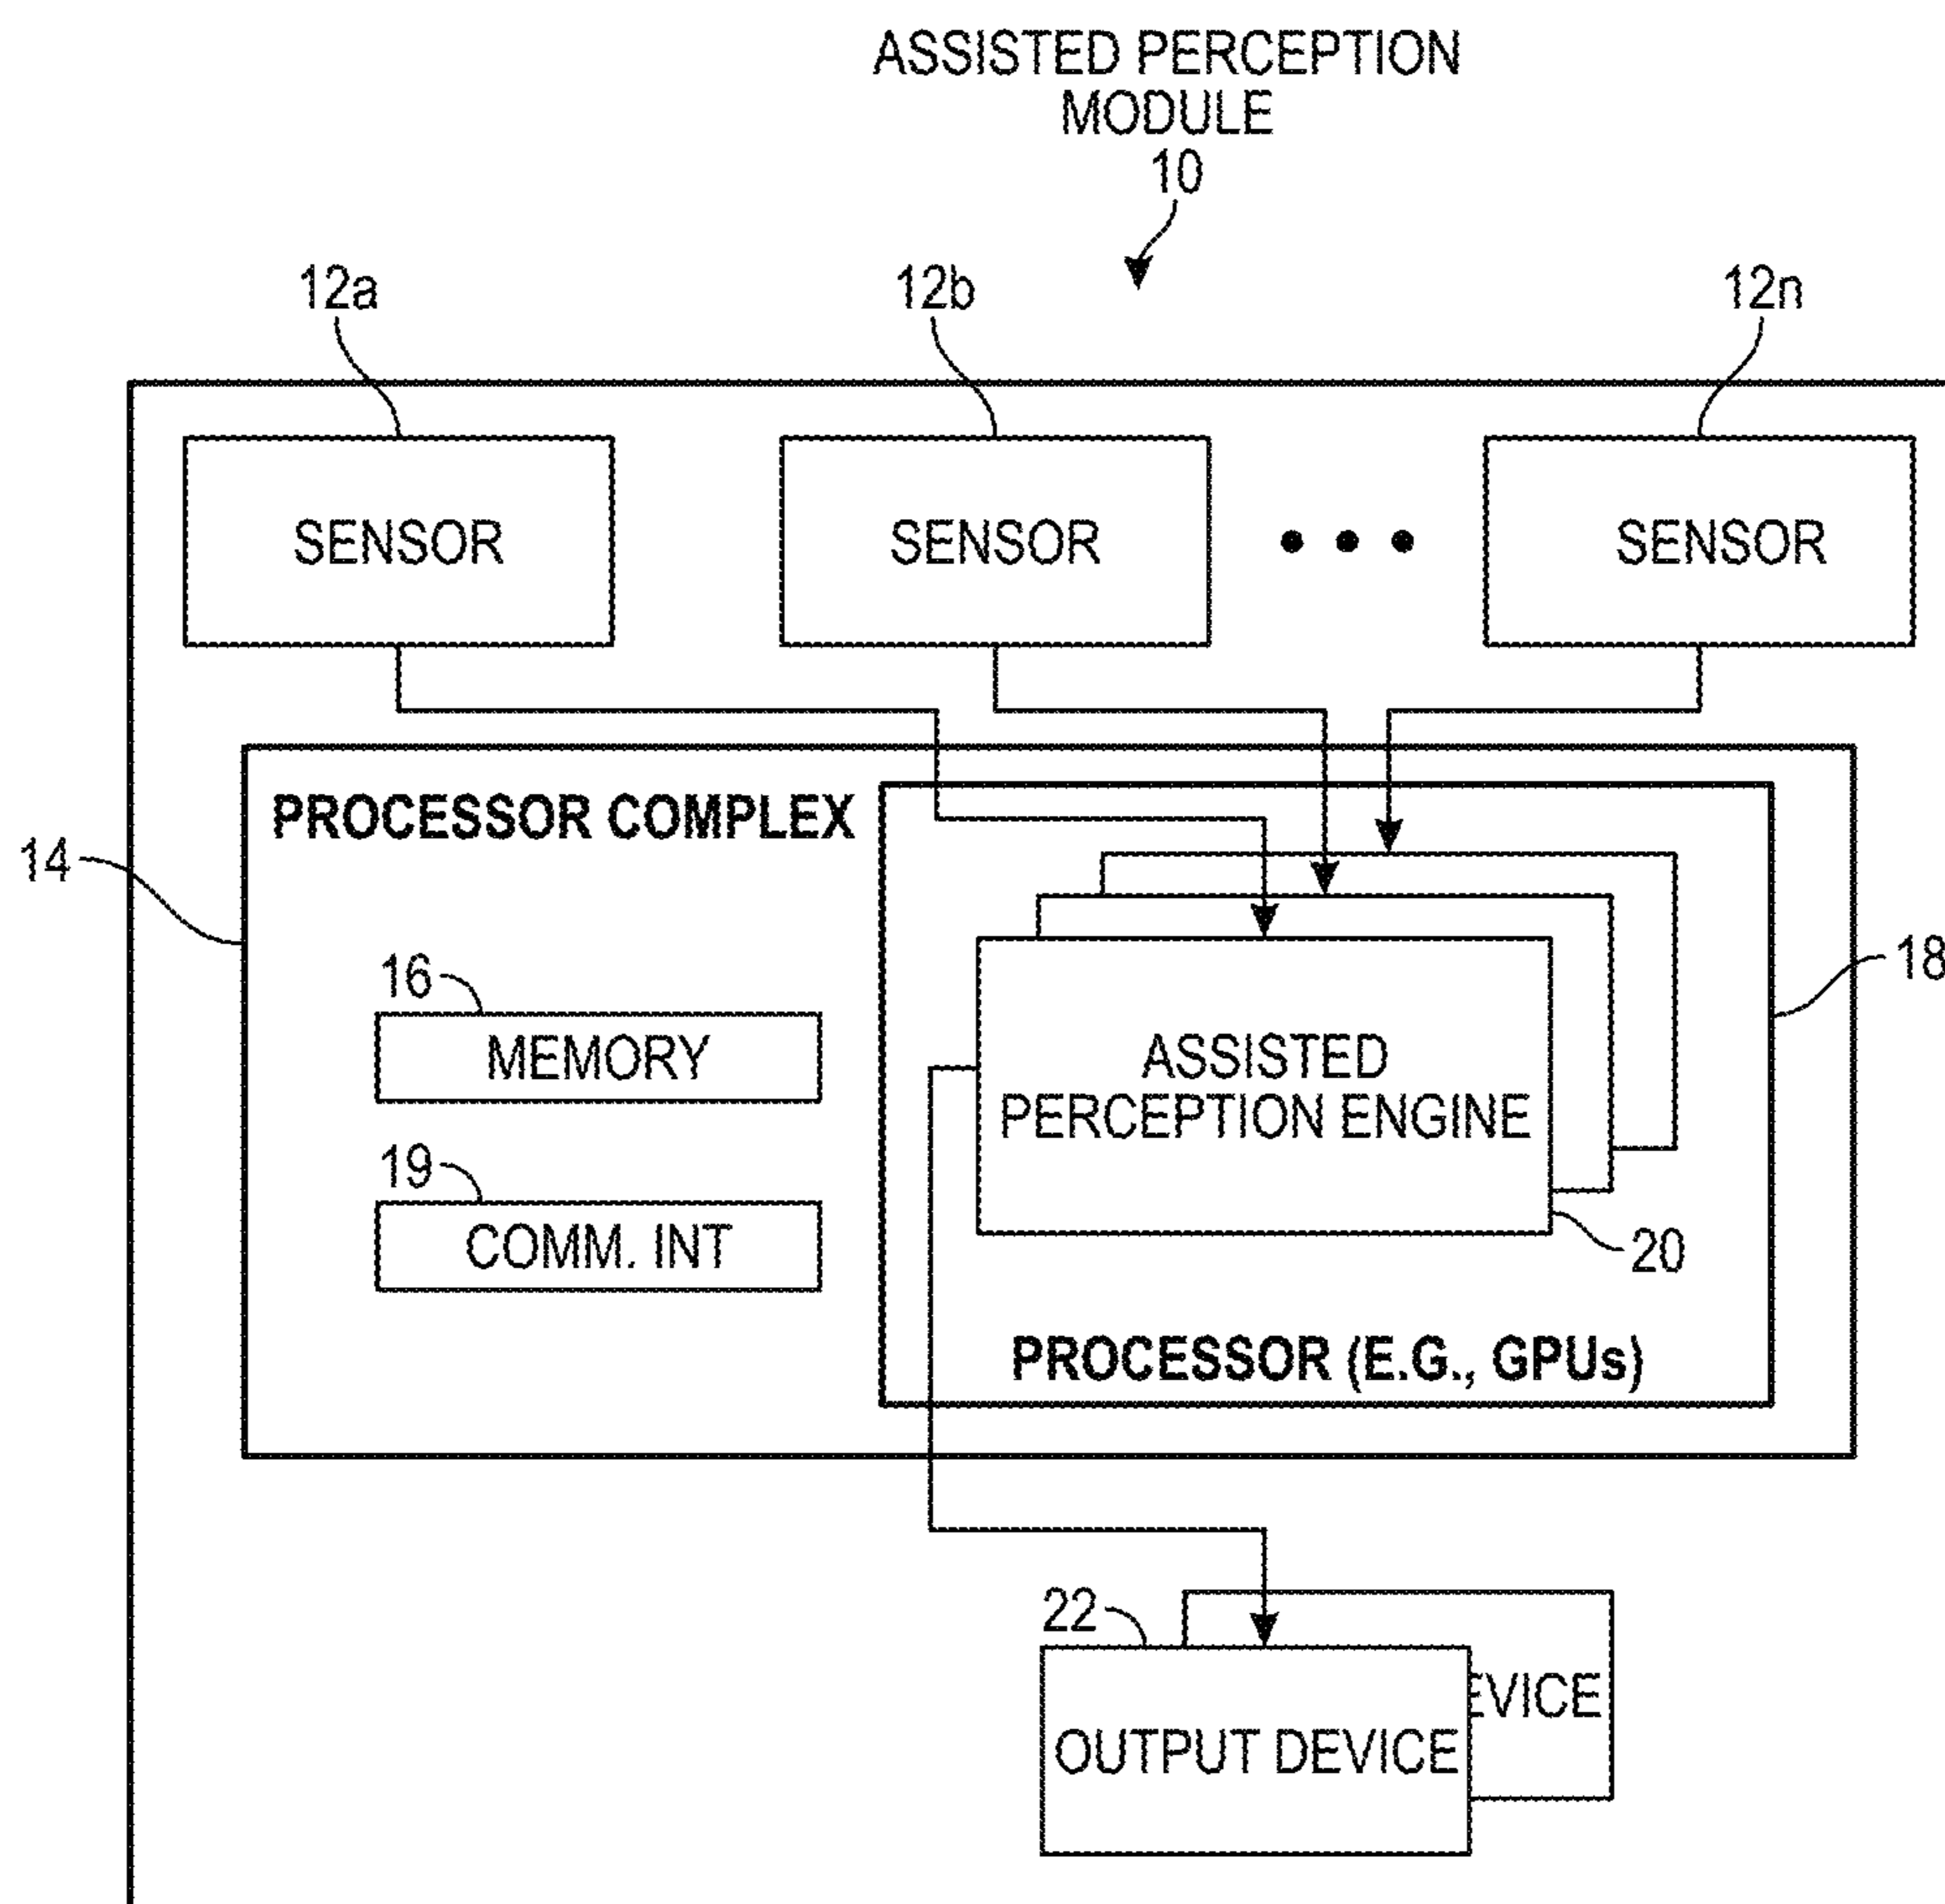 ASSISTED PERCEPTION
MODULE
10
12a
12b
12n
SENSOR
SENSOR
SENSOR
PROCESSOR COMPLEX
14
16
MEMORY
19
COMM. INT
ASSISTED
PERCEPTION ENGINE
18
20
PROCESSOR (E.G., GPUs)
22
EVICE
OUTPUT DEVICE